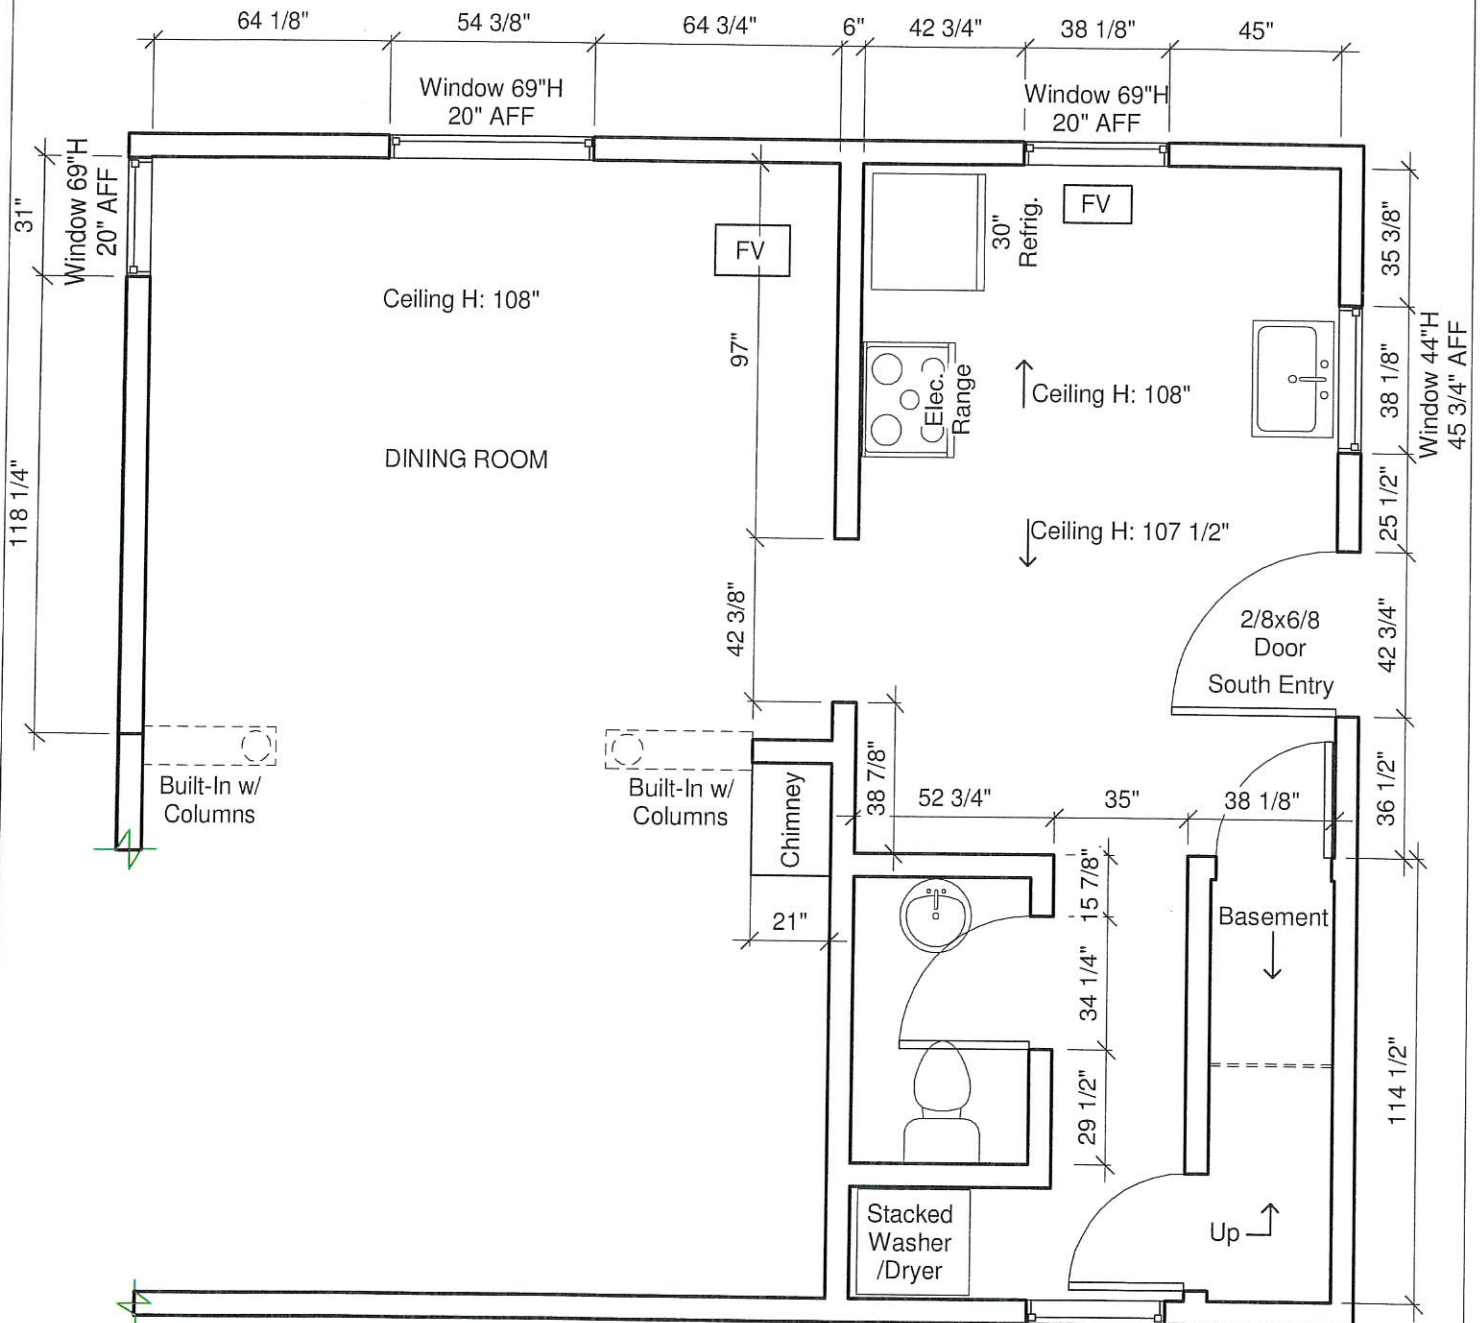 64 1/8"
54 3/8"
64 3/4"
6"
42 3/4"
38 1/8"
45"
Window 69"H
20" AFF
Window 69"H
20" AFF
31"
Window 69"H
20" AFF
FV
30"
Refrig.
FV
35 3/8"
Ceiling H: 108"
97"
Elec.
Range
Ceiling H: 108"
38 1/8"
Window 44"H
45 3/4" AFF
118 1/4"
DINING ROOM
Ceiling H: 107 1/2"
25 1/2"
42 3/8"
2/8x6/8
Door
South Entry
42 3/4"
Built-In w/
Columns
Built-In w/
Columns
Chimney
38 7/8"
52 3/4"
35"
38 1/8"
36 1/2"
21"
15 7/8"
Basement
34 1/4"
29 1/2"
114 1/2"
Stacked
Washer
/Dryer
Up